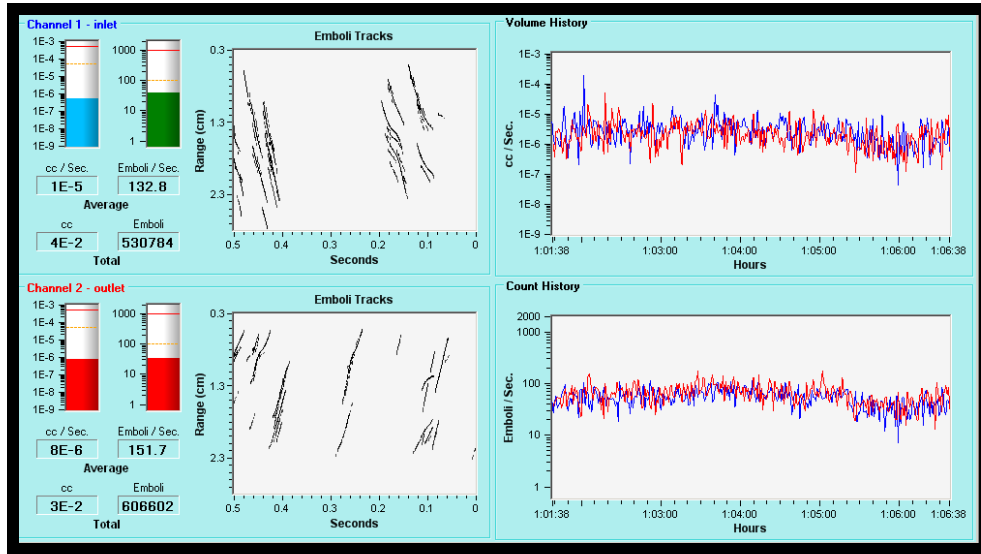 Channel 1 - inlet
1E-3
1E-4
1E-5
1E-6
1E-7
1E-8
1E-9
1000
100
10
1
cc / Sec.
Emboli / Sec.
1E-5
132.8
Average
cc
Emboli
4E-2
530784
Total
Emboli Tracks
Range (cm)
0.3
1.3
2.3
0.5 0.4 0.3 0.2 0.1 0
Seconds
Volume History
cc / Sec.
1E-3
1E-4
1E-5
1E-6
1E-7
1E-8
1E-9
1:01:38 1:03:00 1:04:00 1:05:00 1:06:00 1:06:38
Hours
Channel 2 - outlet
1E-3
1E-4
1E-5
1E-6
1E-7
1E-8
1E-9
1000
100
10
1
cc / Sec.
Emboli / Sec.
8E-6
151.7
Average
cc
Emboli
3E-2
606602
Total
Emboli Tracks
Range (cm)
0.3
1.3
2.3
0.5 0.4 0.3 0.2 0.1 0
Seconds
Count History
Emboli / Sec.
2000
1000
100
10
1
1:01:38 1:03:00 1:04:00 1:05:00 1:06:00 1:06:38
Hours